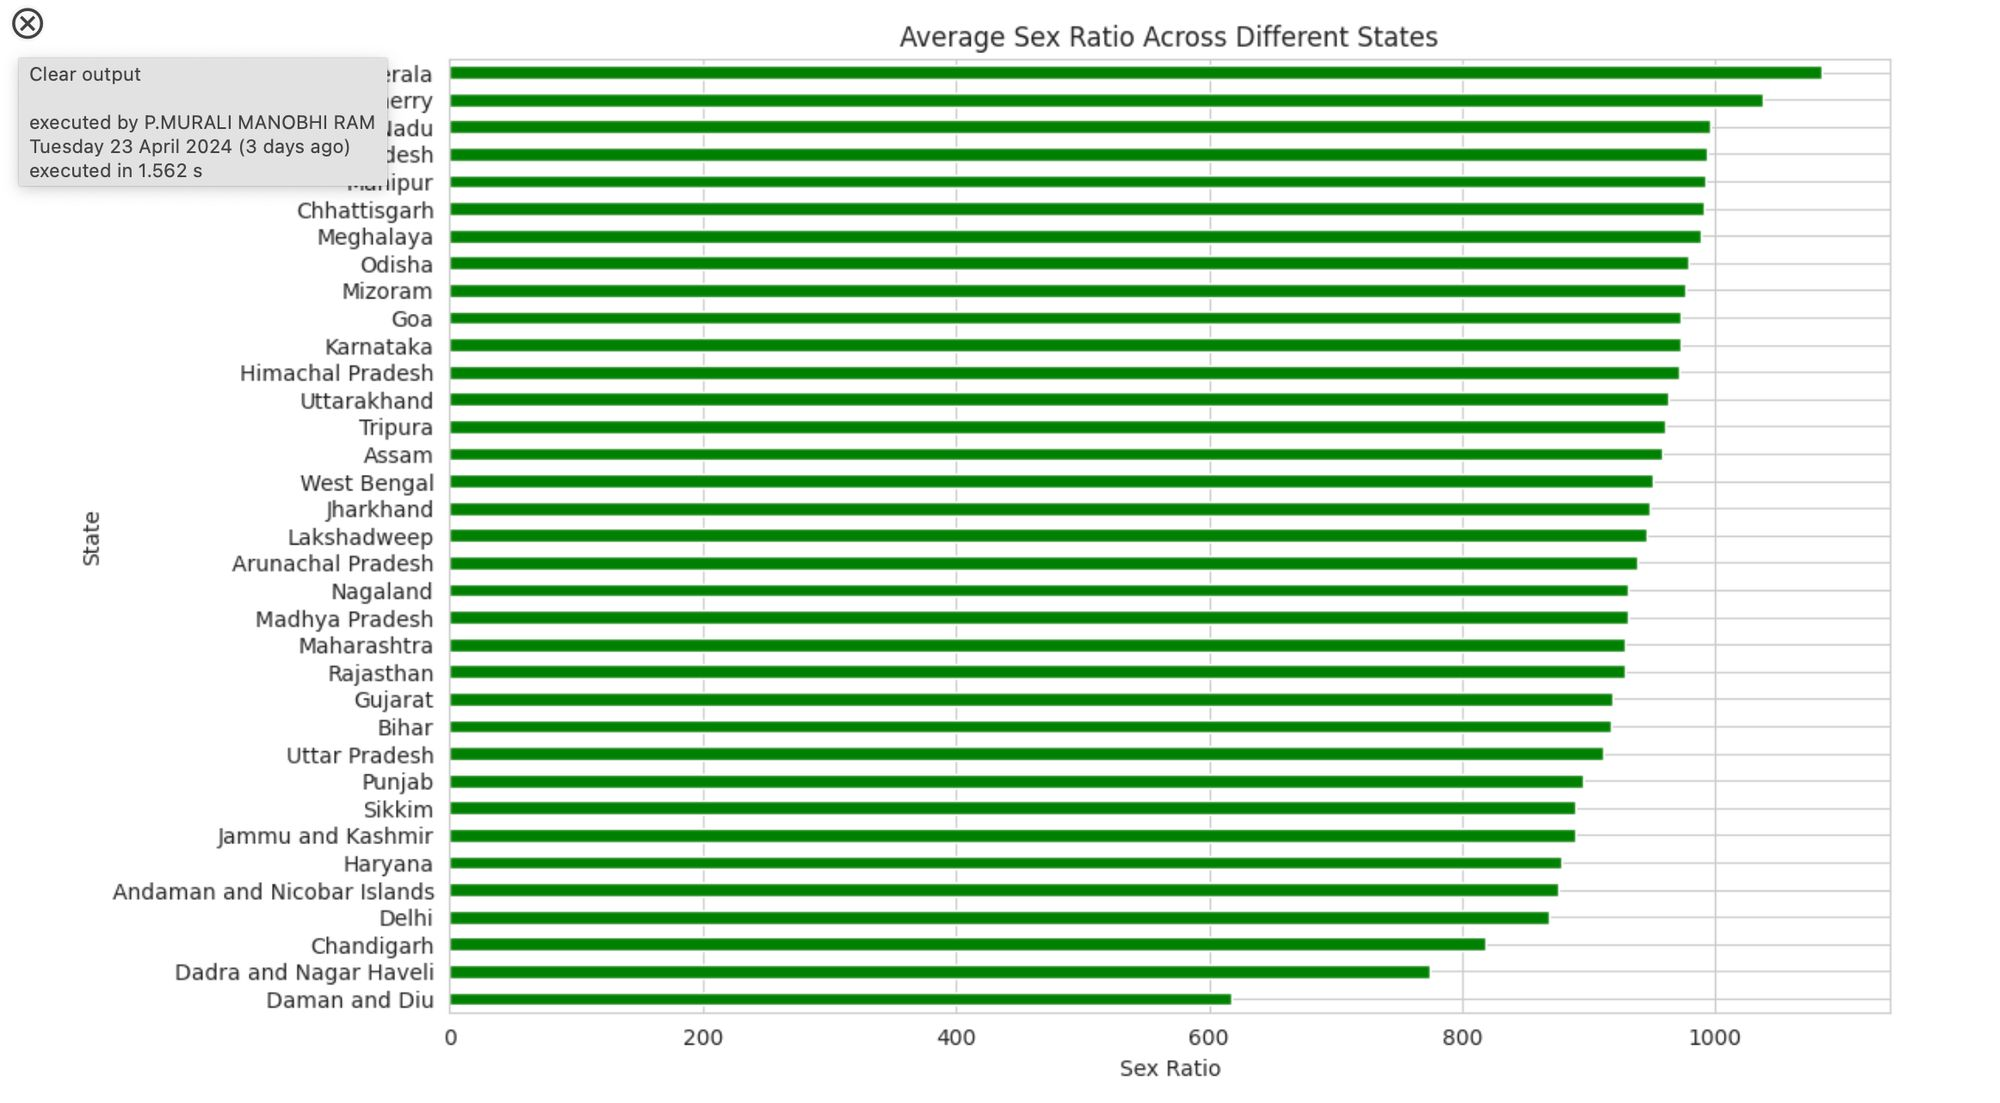 Average Sex Ratio Across Different States
Clear output
executed by P.MURALI MANOBHI RAM
Tuesday 23 April 2024 (3 days ago)
executed in 1.562 s
Manipur
Chhattisgarh
Meghalaya
Odisha
Mizoram
Goa
Karnataka
Himachal Pradesh
Uttarakhand
Tripura
Assam
West Bengal
Jharkhand
Lakshadweep
Arunachal Pradesh
Nagaland
Madhya Pradesh
Maharashtra
Rajasthan
Gujarat
Bihar
Uttar Pradesh
Punjab
Sikkim
Jammu and Kashmir
Haryana
Andaman and Nicobar Islands
Delhi
Chandigarh
Dadra and Nagar Haveli
Daman and Diu
State
0 200 400 600 800 1000
Sex Ratio